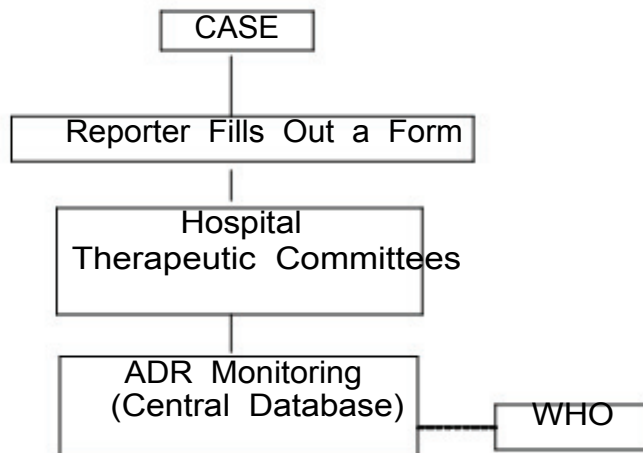 CASE
Reporter Fills Out a Form
Hospital
Therapeutic Committees
ADR Monitoring
(Central Database)
WHO